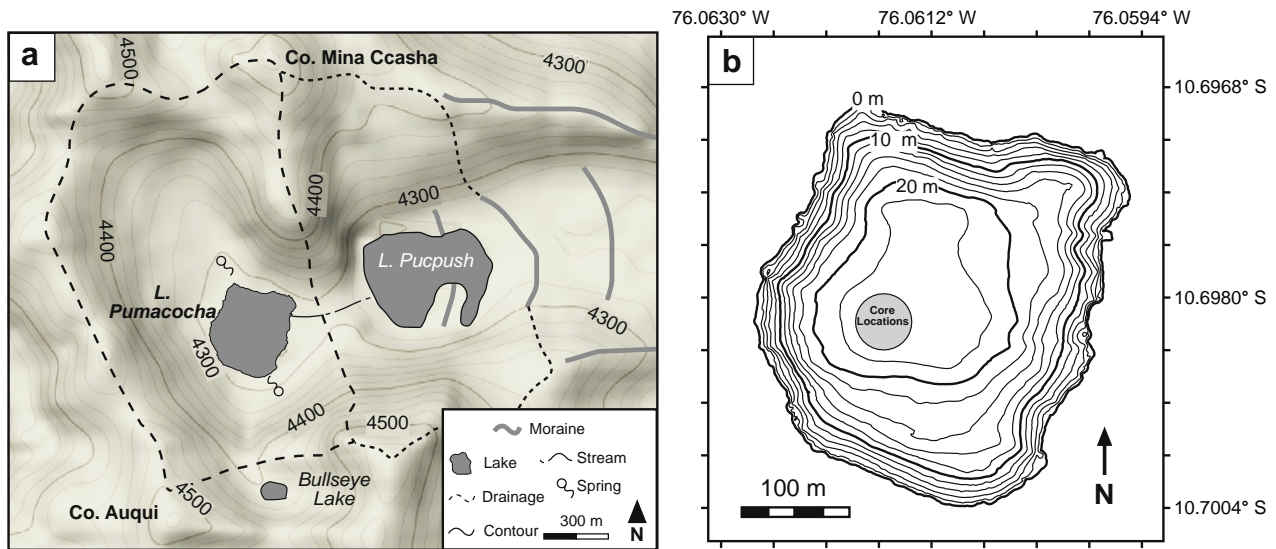 a
4500
Co. Mina Ccasha
4300
4400
4300
4400
L. Pucpush
L.
Pumacocha
4300
4300
4400
4500
4500
Bullseye
Lake
Co. Auqui
Moraine
Lake
Stream
Drainage
Spring
Contour
300 m
N
76.0630° W
76.0612° W
76.0594° W
b
0 m
10 m
20 m
Core
Locations
10.6968° S
10.6980° S
10.7004° S
100 m
N